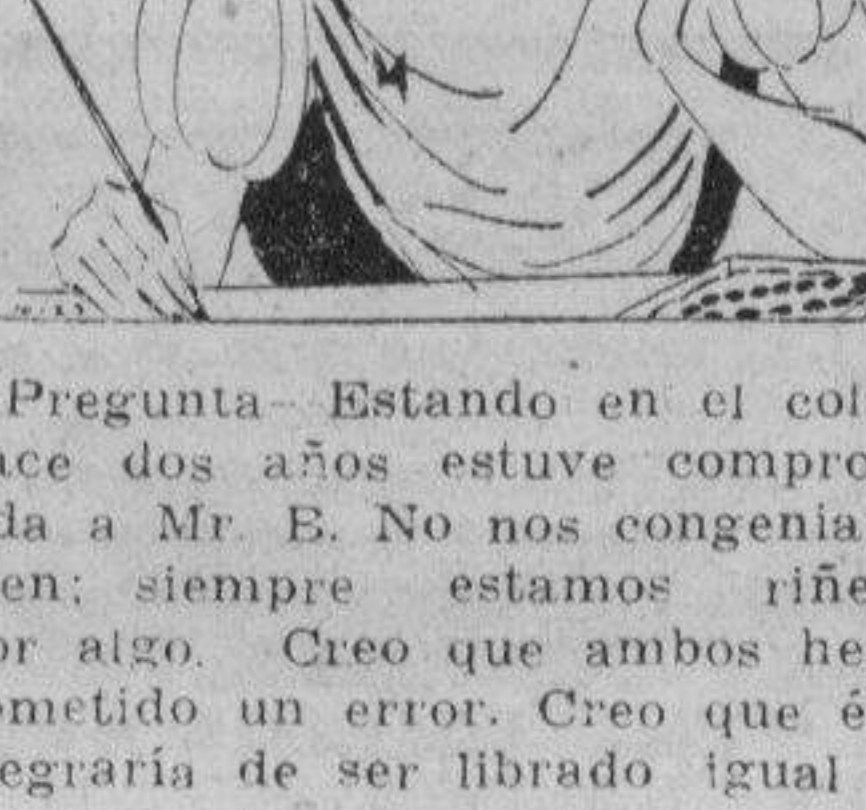 Pregunta- Estando en el col
ace dos años estuve compro
da a Mr. B. No nos congenia
en; siempre estamos riñe
or algo. Creo que ambos he
ometido un error. Creo que é
egraría de ser librado igual